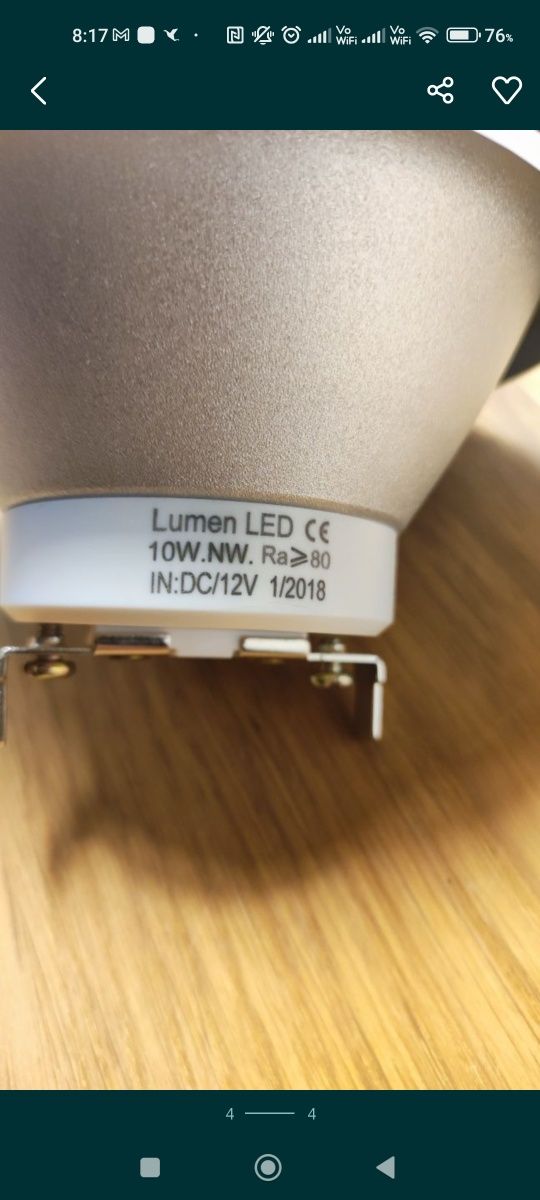 8:17
Vo
WiFi
Vo
WiFi
76%
Lumen LED CE
10W.NW. Ra⩾80
IN:DC/12V 1/2018
4
4